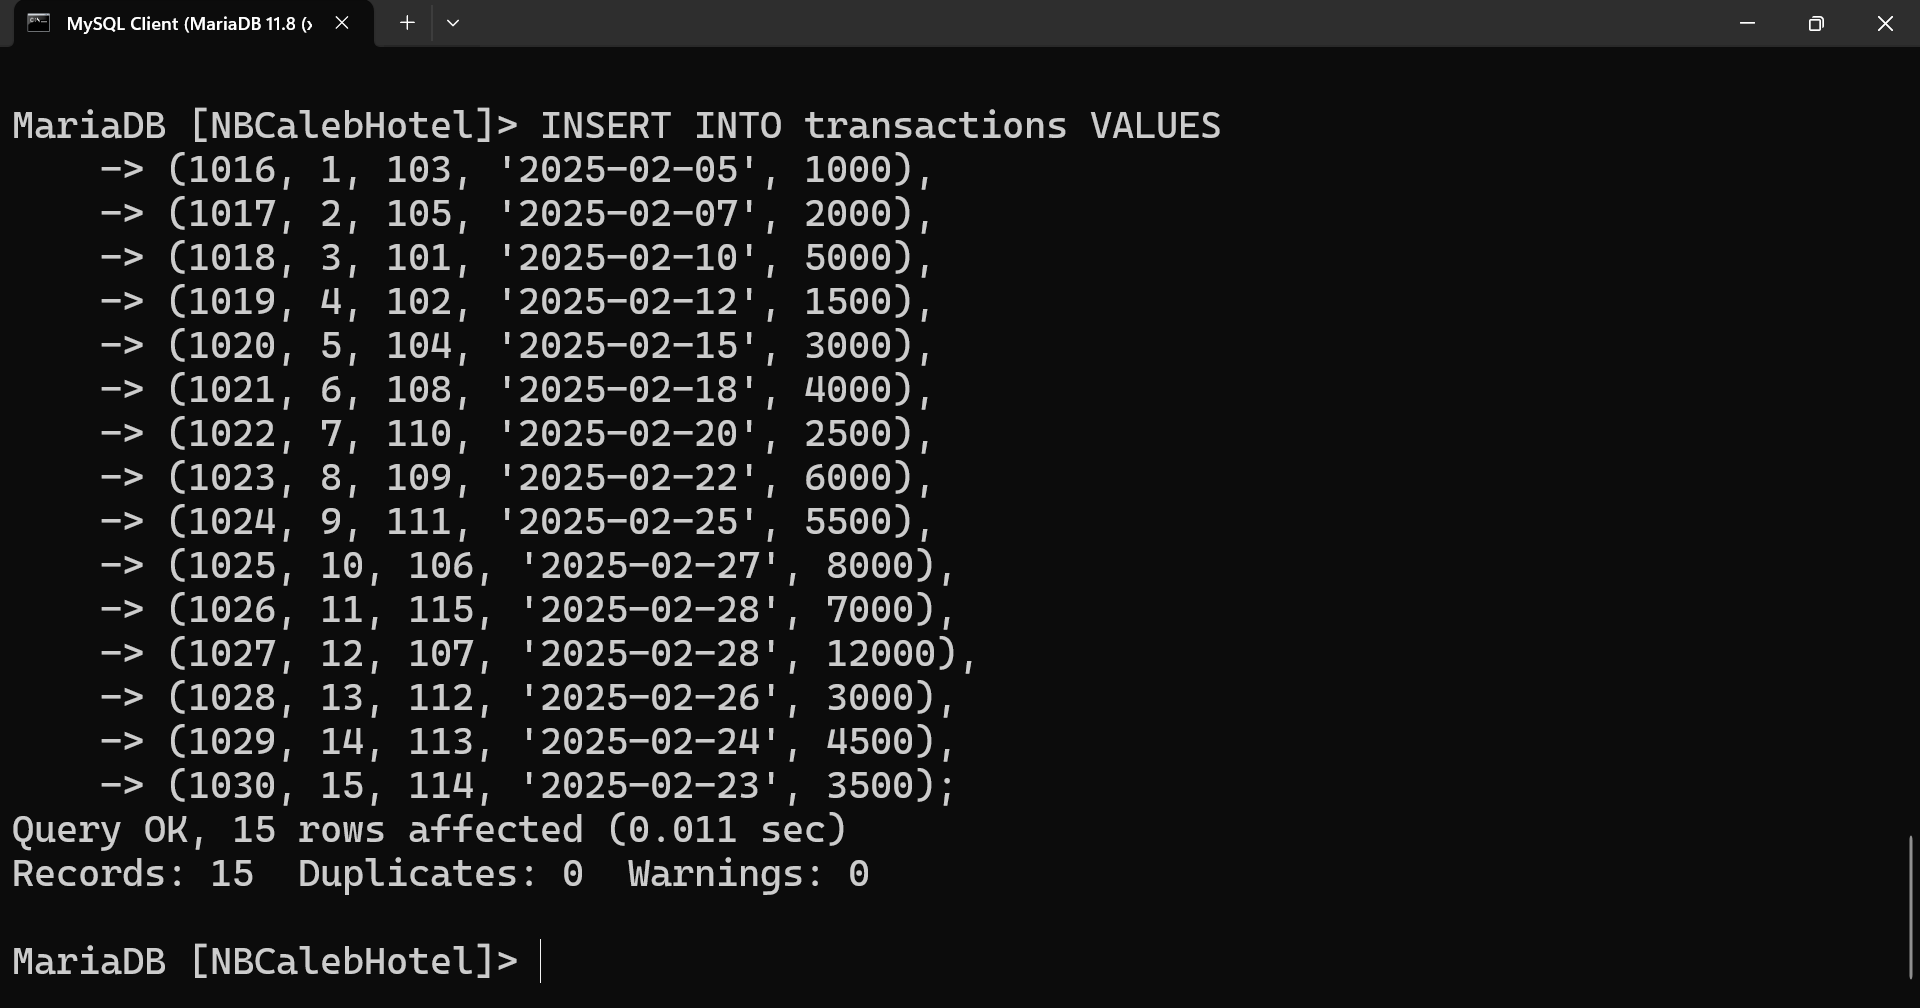 MySQL Client (MariaDB 11.8 (x
MariaDB [NBCalebHotel]> INSERT INTO transactions VALUES
    -> (1016, 1, 103, '2025-02-05', 1000),
    -> (1017, 2, 105, '2025-02-07', 2000),
    -> (1018, 3, 101, '2025-02-10', 5000),
    -> (1019, 4, 102, '2025-02-12', 1500),
    -> (1020, 5, 104, '2025-02-15', 3000),
    -> (1021, 6, 108, '2025-02-18', 4000),
    -> (1022, 7, 110, '2025-02-20', 2500),
    -> (1023, 8, 109, '2025-02-22', 6000),
    -> (1024, 9, 111, '2025-02-25', 5500),
    -> (1025, 10, 106, '2025-02-27', 8000),
    -> (1026, 11, 115, '2025-02-28', 7000),
    -> (1027, 12, 107, '2025-02-28', 12000),
    -> (1028, 13, 112, '2025-02-26', 3000),
    -> (1029, 14, 113, '2025-02-24', 4500),
    -> (1030, 15, 114, '2025-02-23', 3500);
Query OK, 15 rows affected (0.011 sec)
Records: 15  Duplicates: 0  Warnings: 0
MariaDB [NBCalebHotel]>